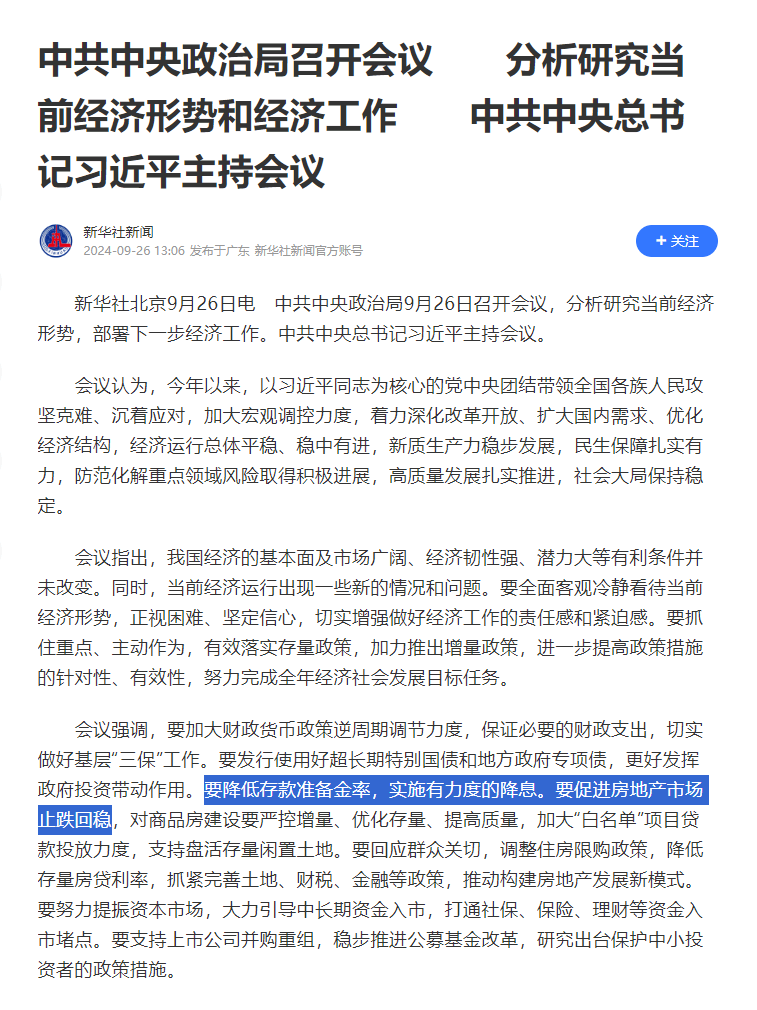 中共中央政治局召开会议　　分析研究当
前经济形势和经济工作　　中共中央总书
记习近平主持会议
新华社新闻
2024-09-26 13:06 发布于广东 新华社新闻官方账号
+ 关注
新华社北京9月26日电　中共中央政治局9月26日召开会议，分析研究当前经济
形势，部署下一步经济工作。中共中央总书记习近平主持会议。
会议认为，今年以来，以习近平同志为核心的党中央团结带领全国各族人民攻
坚克难、沉着应对，加大宏观调控力度，着力深化改革开放、扩大国内需求、优化
经济结构，经济运行总体平稳、稳中有进，新质生产力稳步发展，民生保障扎实有
力，防范化解重点领域风险取得积极进展，高质量发展扎实推进，社会大局保持稳
定。
会议指出，我国经济的基本面及市场广阔、经济韧性强、潜力大等有利条件并
未改变。同时，当前经济运行出现一些新的情况和问题。要全面客观冷静看待当前
经济形势，正视困难、坚定信心，切实增强做好经济工作的责任感和紧迫感。要抓
住重点、主动作为，有效落实存量政策，加力推出增量政策，进一步提高政策措施
的针对性、有效性，努力完成全年经济社会发展目标任务。
会议强调，要加大财政货币政策逆周期调节力度，保证必要的财政支出，切实
做好基层“三保”工作。要发行使用好超长期特别国债和地方政府专项债，更好发挥
政府投资带动作用。要降低存款准备金率，实施有力度的降息。要促进房地产市场
止跌回稳，对商品房建设要严控增量、优化存量、提高质量，加大“白名单”项目贷
款投放力度，支持盘活存量闲置土地。要回应群众关切，调整住房限购政策，降低
存量房贷利率，抓紧完善土地、财税、金融等政策，推动构建房地产发展新模式。
要努力提振资本市场，大力引导中长期资金入市，打通社保、保险、理财等资金入
市堵点。要支持上市公司并购重组，稳步推进公募基金改革，研究出台保护中小投
资者的政策措施。